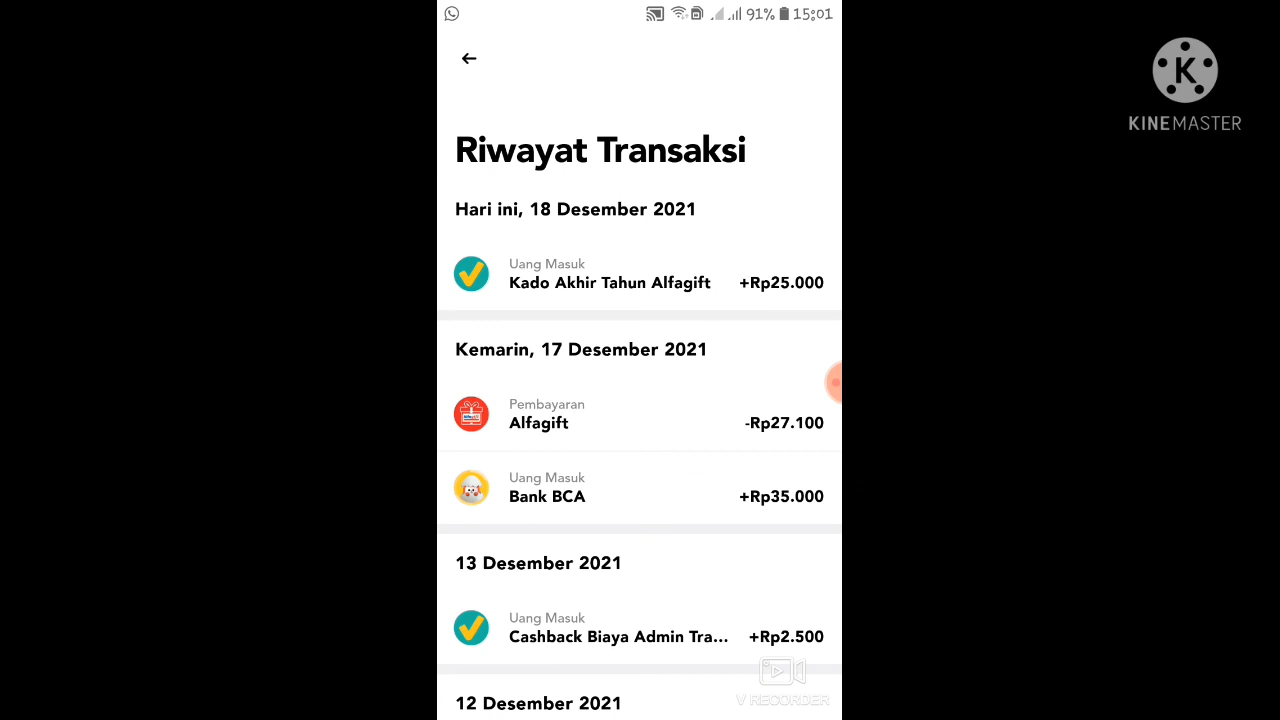 91% 15:01
K
KINEMASTER
Riwayat Transaksi
Hari ini, 18 Desember 2021
Uang Masuk
Kado Akhir Tahun Alfagift +Rp25.000
Kemarin, 17 Desember 2021
Pembayaran
Alfagift -Rp27.100
Uang Masuk
Bank BCA +Rp35.000
13 Desember 2021
Uang Masuk
Cashback Biaya Admin Tra... +Rp2.500
V RECORDER
12 Desember 2021